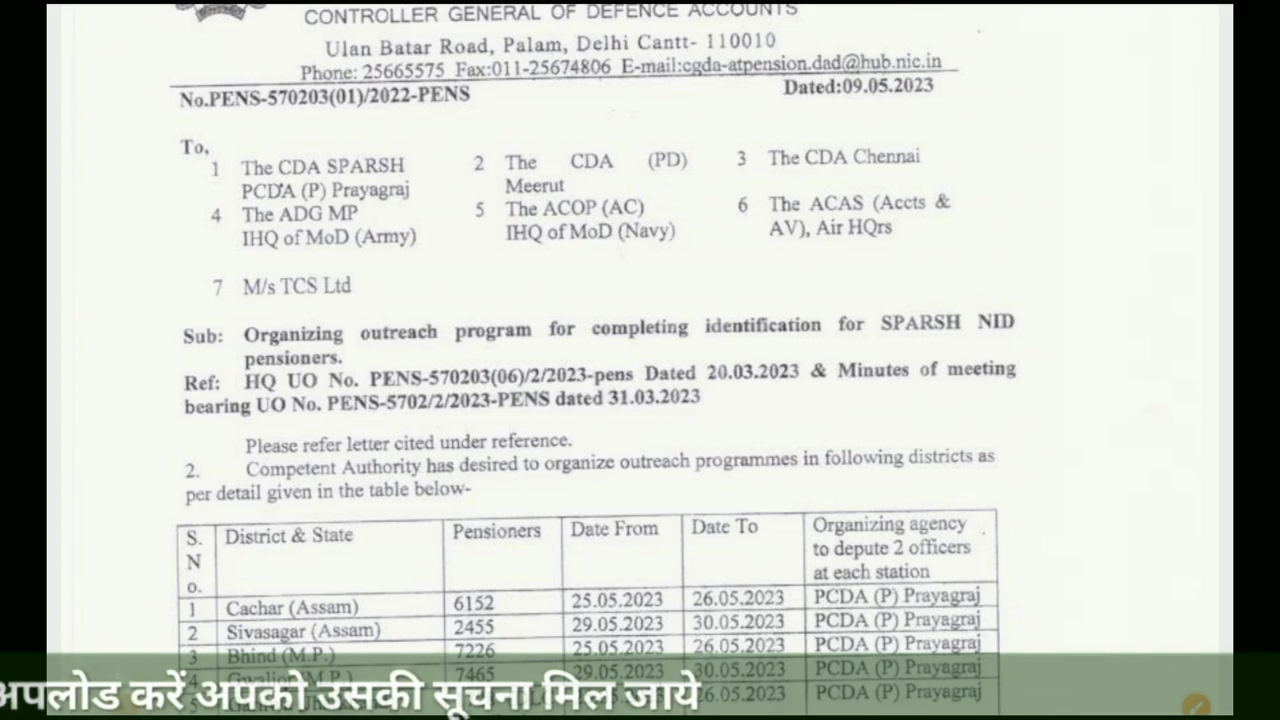 CONTROLLER GENERAL OF DEFENCE ACCOUNTS
Ulan Batar Road, Palam, Delhi Cantt- 110010
Phone: 25665575 Fax:011-25674806 E-mail:cgda-atpension.dad@hub.nic.in
No.PENS-570203(01)/2022-PENS Dated:09.05.2023
To,
1 The CDA SPARSH 2 The CDA (PD) 3 The CDA Chennai
PCDA (P) Prayagraj Meerut
4 The ADG MP 5 The ACOP (AC) 6 The ACAS (Accts &
IHQ of MoD (Army) IHQ of MoD (Navy) AV), Air HQrs
7 M/s TCS Ltd
Sub: Organizing outreach program for completing identification for SPARSH NID
pensioners.
Ref: HQ UO No. PENS-570203(06)/2/2023-pens Dated 20.03.2023 & Minutes of meeting
bearing UO No. PENS-5702/2/2023-PENS dated 31.03.2023
Please refer letter cited under reference.
2. Competent Authority has desired to organize outreach programmes in following districts as
per detail given in the table below-
S. District & State Pensioners Date From Date To Organizing agency
N to depute 2 officers
o. at each station
1 Cachar (Assam) 6152 25.05.2023 26.05.2023 PCDA (P) Prayagraj
2 Sivasagar (Assam) 2455 29.05.2023 30.05.2023 PCDA (P) Prayagraj
3 Bhind (M.P.) 7226 25.05.2023 26.05.2023 PCDA (P) Prayagraj
4 Gwalior (M.P.) 7465 29.05.2023 30.05.2023 PCDA (P) Prayagraj
5 26.05.2023 PCDA (P) Prayagraj
अपलोड करें अपको उसकी सूचना मिल जाये